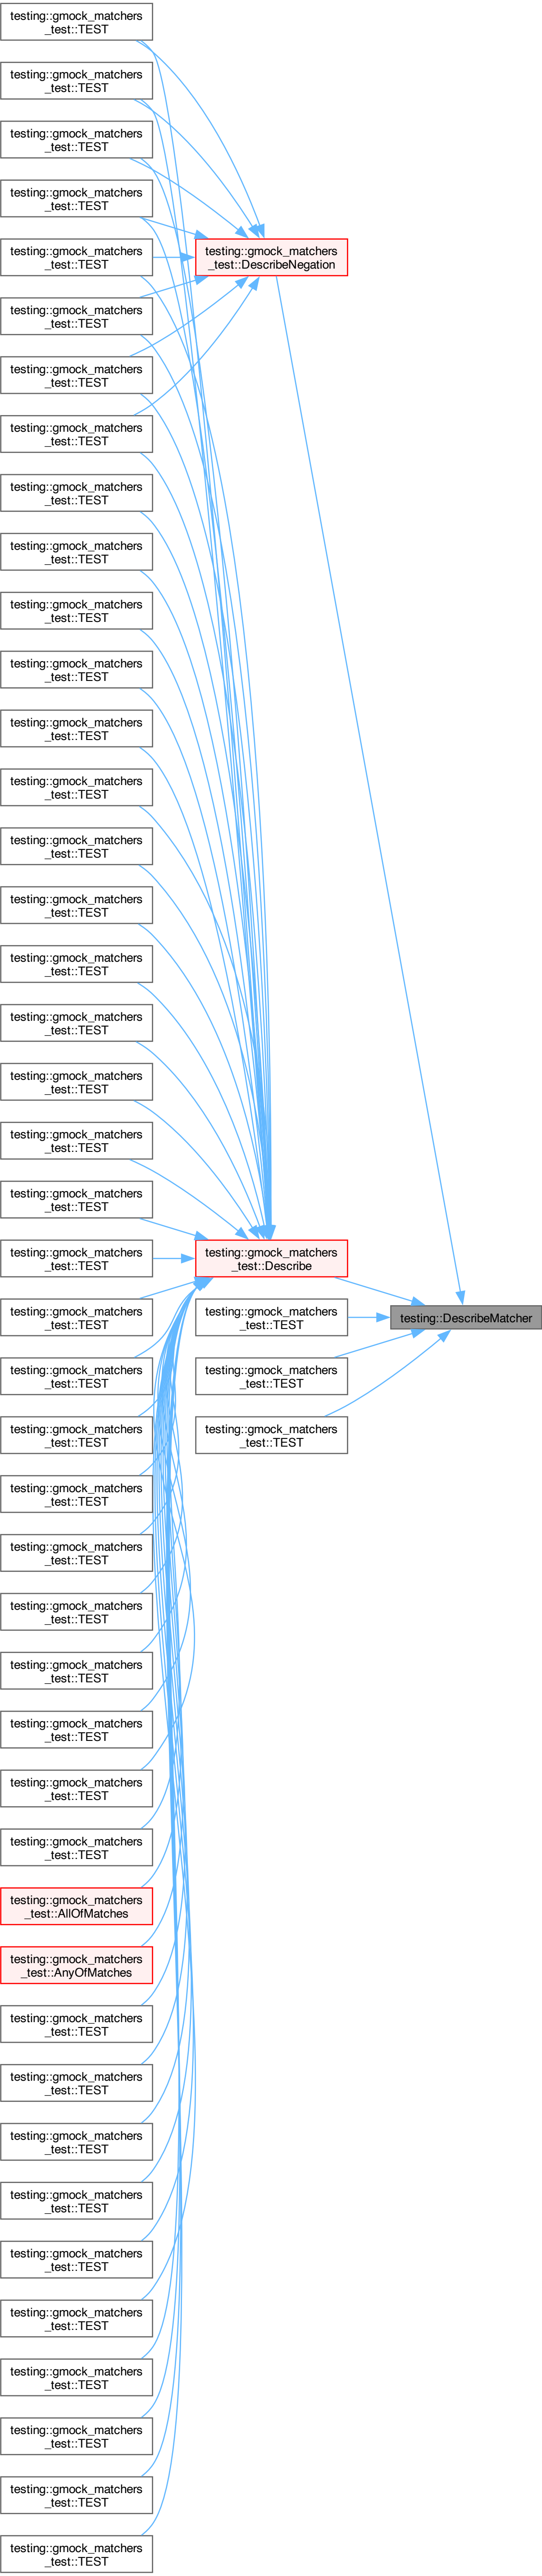 testing::gmock_matchers
_test::TEST
testing::gmock_matchers
_test::TEST
testing::gmock_matchers
_test::TEST
testing::gmock_matchers
_test::TEST
testing::gmock_matchers
_test::TEST
testing::gmock_matchers
_test::TEST
testing::gmock_matchers
_test::TEST
testing::gmock_matchers
_test::TEST
testing::gmock_matchers
_test::TEST
testing::gmock_matchers
_test::TEST
testing::gmock_matchers
_test::TEST
testing::gmock_matchers
_test::TEST
testing::gmock_matchers
_test::TEST
testing::gmock_matchers
_test::TEST
testing::gmock_matchers
_test::TEST
testing::gmock_matchers
_test::TEST
testing::gmock_matchers
_test::TEST
testing::gmock_matchers
_test::TEST
testing::gmock_matchers
_test::TEST
testing::gmock_matchers
_test::TEST
testing::gmock_matchers
_test::TEST
testing::gmock_matchers
_test::TEST
testing::gmock_matchers
_test::TEST
testing::gmock_matchers
_test::TEST
testing::gmock_matchers
_test::TEST
testing::gmock_matchers
_test::TEST
testing::gmock_matchers
_test::TEST
testing::gmock_matchers
_test::TEST
testing::gmock_matchers
_test::TEST
testing::gmock_matchers
_test::TEST
testing::gmock_matchers
_test::TEST
testing::gmock_matchers
_test::TEST
testing::gmock_matchers
_test::AllOfMatches
testing::gmock_matchers
_test::AnyOfMatches
testing::gmock_matchers
_test::TEST
testing::gmock_matchers
_test::TEST
testing::gmock_matchers
_test::TEST
testing::gmock_matchers
_test::TEST
testing::gmock_matchers
_test::TEST
testing::gmock_matchers
_test::TEST
testing::gmock_matchers
_test::TEST
testing::gmock_matchers
_test::TEST
testing::gmock_matchers
_test::TEST
testing::gmock_matchers
_test::TEST
testing::gmock_matchers
_test::DescribeNegation
testing::gmock_matchers
_test::Describe
testing::gmock_matchers
_test::TEST
testing::gmock_matchers
_test::TEST
testing::gmock_matchers
_test::TEST
testing::DescribeMatcher